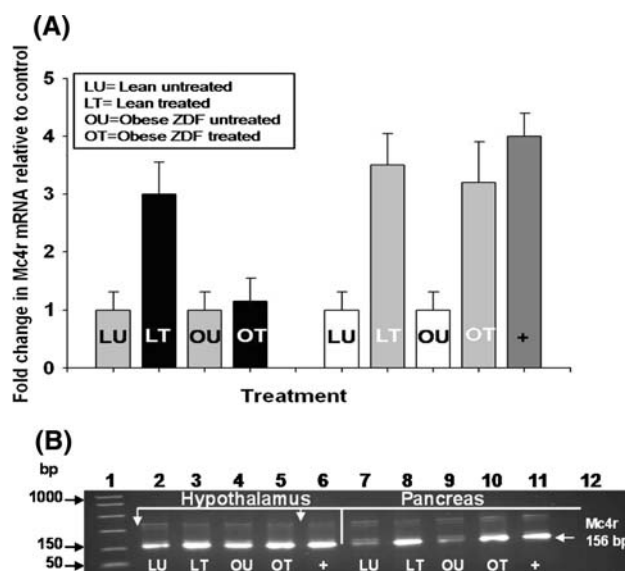 (A)
Fold change in Mc4r mRNA relative to control
5
4
3
2
1
0
LU= Lean untreated
LT= Lean treated
OU=Obese ZDF untreated
OT=Obese ZDF treated
LU LT OU OT LU LT OU OT +
Treatment
(B)
bp 1 2 3 4 5 6 7 8 9 10 11 12
1000
Hypothalamus Pancreas
Mc4r
156 bp
150
50
LU LT OU OT + LU LT OU OT +